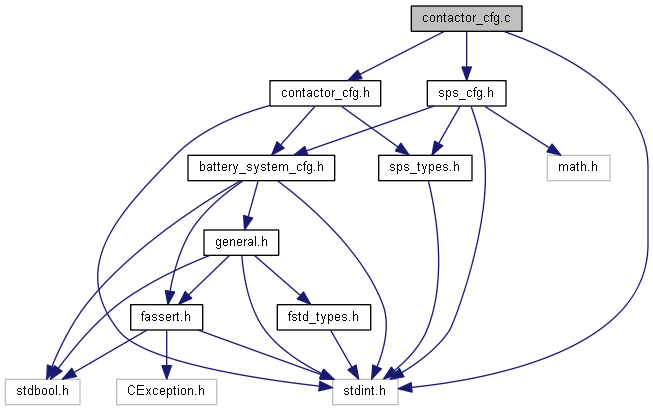 contactor_cfg.c
contactor_cfg.h
sps_cfg.h
battery_system_cfg.h
sps_types.h
math.h
general.h
fassert.h
fstd_types.h
stdbool.h
CException.h
stdint.h